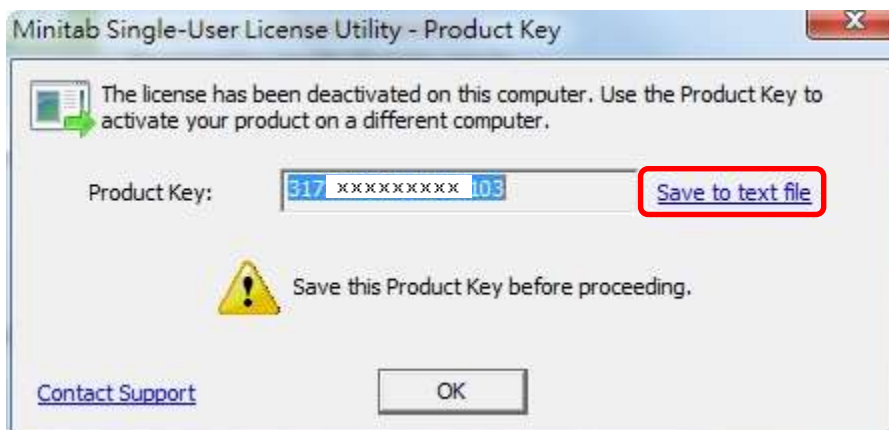 Minitab Single-User License Utility - Product Key
The license has been deactivated on this computer. Use the Product Key to
activate your product on a different computer.
Product Key: 317 xxxxxxxxx 103 Save to text file
Save this Product Key before proceeding.
Contact Support OK